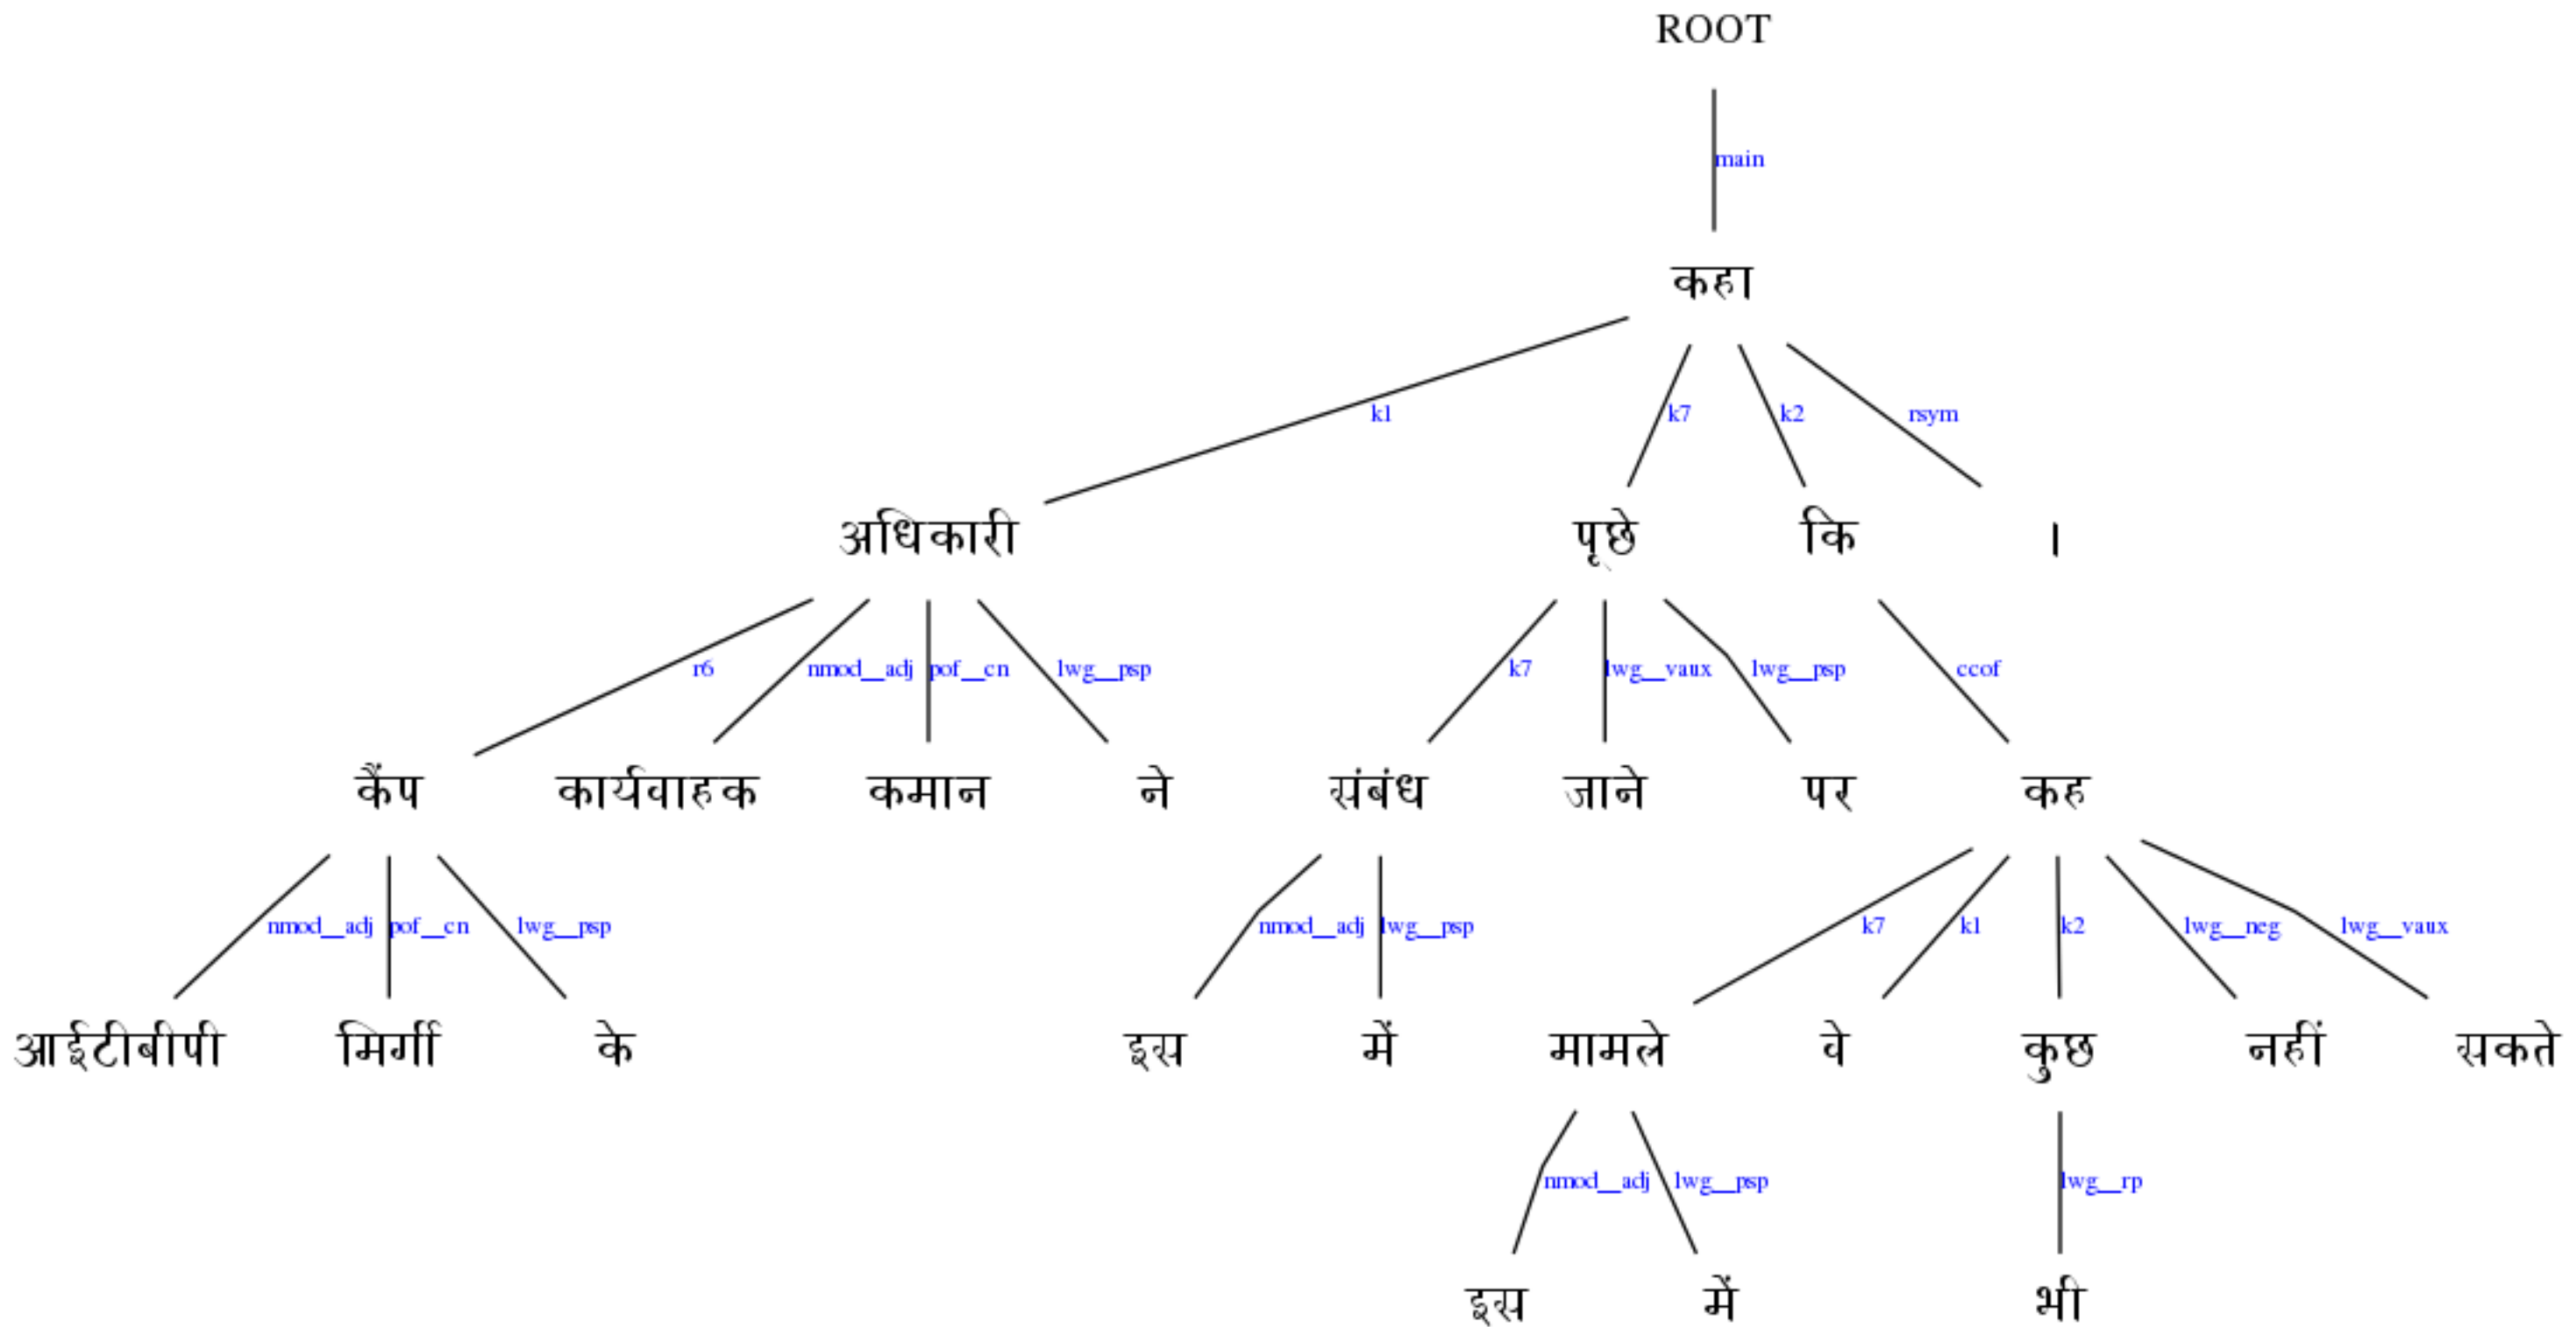 ROOT
main
कहा
k1 k7 k2 rsym
अधिकारी पूछे कि ।
r6 nmod__adj pof__cn lwg__psp k7 lwg__vaux lwg__psp ccof
कैंप कार्यवाहक कमान ने संबंध जाने पर कह
nmod__adj pof__cn lwg__psp nmod__adj lwg__psp k7 k1 k2 lwg__neg lwg__vaux
आईटीबीपी मिर्गी के इस में मामले वे कुछ नहीं सकते
nmod__adj lwg__psp lwg__rp
इस में भी